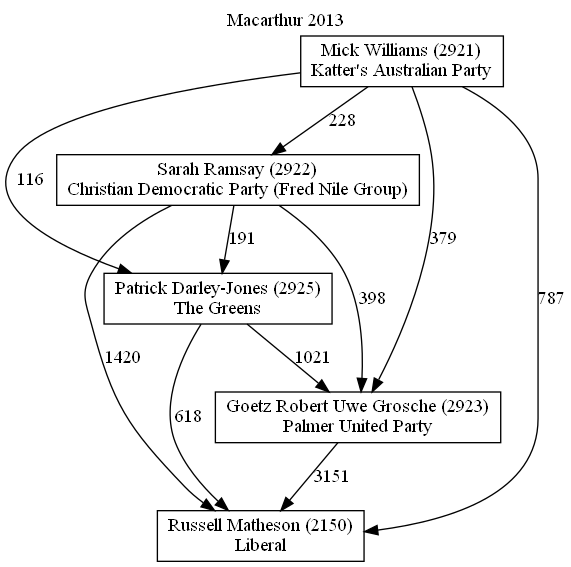 Macarthur 2013
Mick Williams (2921)
Katter's Australian Party
228
Sarah Ramsay (2922)
Christian Democratic Party (Fred Nile Group)
116
191
379
Patrick Darley-Jones (2925)
The Greens
398
787
1420
1021
618
Goetz Robert Uwe Grosche (2923)
Palmer United Party
3151
Russell Matheson (2150)
Liberal